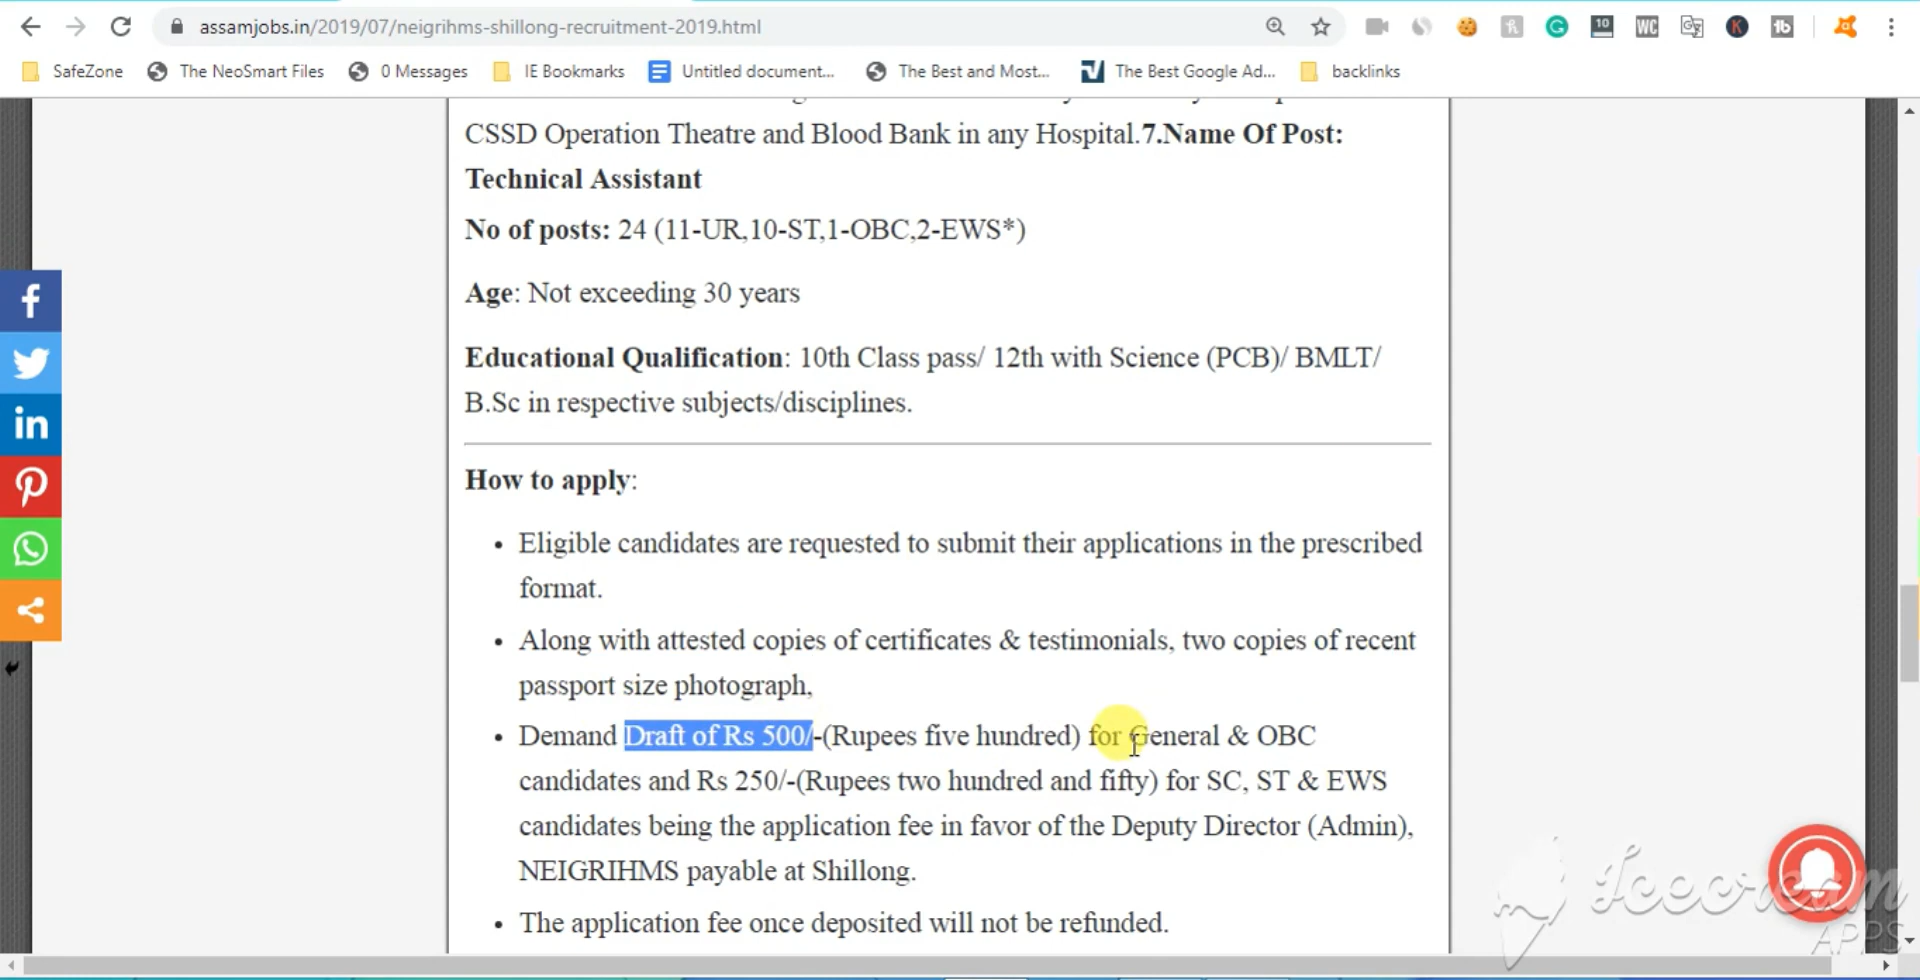 assamjobs.in/2019/07/neigrihms-shillong-recruitment-2019.html
10
WC
K
tb
SafeZone
The NeoSmart Files
0 Messages
IE Bookmarks
Untitled document...
The Best and Most...
The Best Google Ad...
backlinks
CSSD Operation Theatre and Blood Bank in any Hospital.7.Name Of Post:
Technical Assistant
No of posts: 24 (11-UR,10-ST,1-OBC,2-EWS*)
Age: Not exceeding 30 years
Educational Qualification: 10th Class pass/ 12th with Science (PCB)/ BMLT/
B.Sc in respective subjects/disciplines.
How to apply:
• Eligible candidates are requested to submit their applications in the prescribed
format.
• Along with attested copies of certificates & testimonials, two copies of recent
passport size photograph,
• Demand Draft of Rs 500/-(Rupees five hundred) for General & OBC
candidates and Rs 250/-(Rupees two hundred and fifty) for SC, ST & EWS
candidates being the application fee in favor of the Deputy Director (Admin),
NEIGRIHMS payable at Shillong.
• The application fee once deposited will not be refunded.
Icecream
APPS